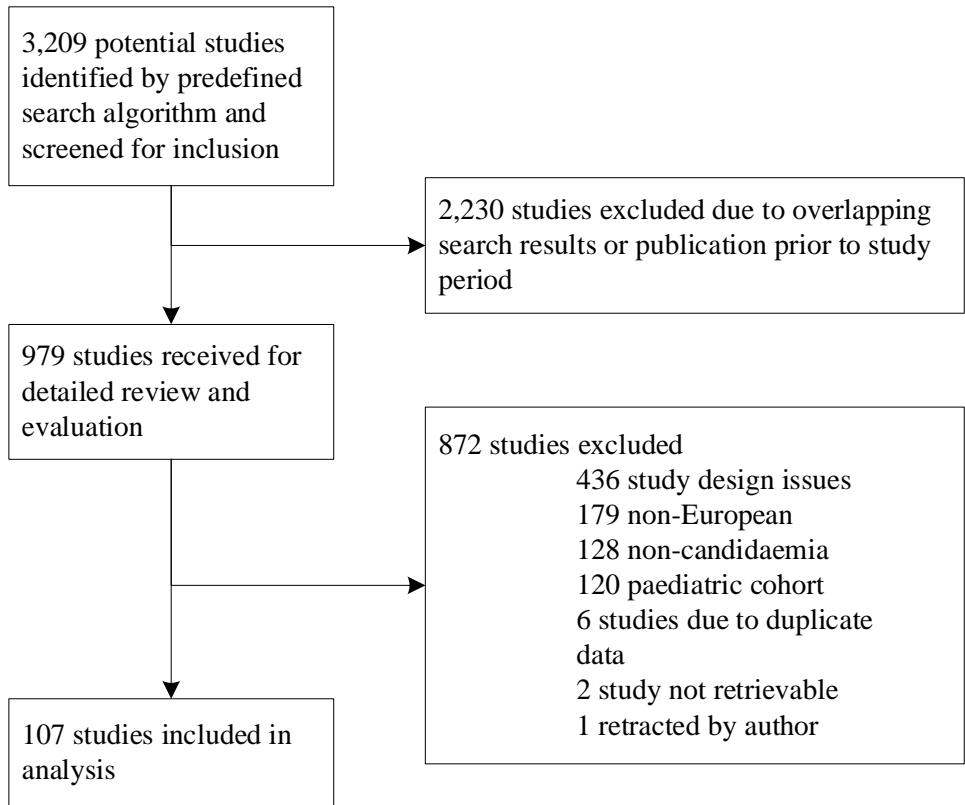 3,209 potential studies
identified by predefined
search algorithm and
screened for inclusion
2,230 studies excluded due to overlapping
search results or publication prior to study
period
979 studies received for
detailed review and
evaluation
872 studies excluded
436 study design issues
179 non-European
128 non-candidaemia
120 paediatric cohort
6 studies due to duplicate
data
2 study not retrievable
1 retracted by author
107 studies included in
analysis